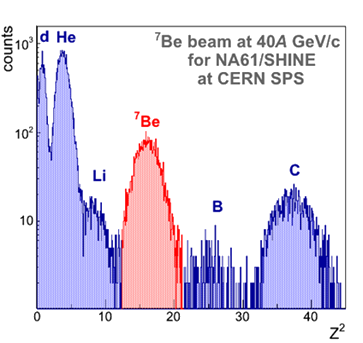 ⁷Be beam at 40A GeV/c
for NA61/SHINE
at CERN SPS
counts
10³
10²
10
d He
Li
⁷Be
B
C
0 10 20 30 40
Z²